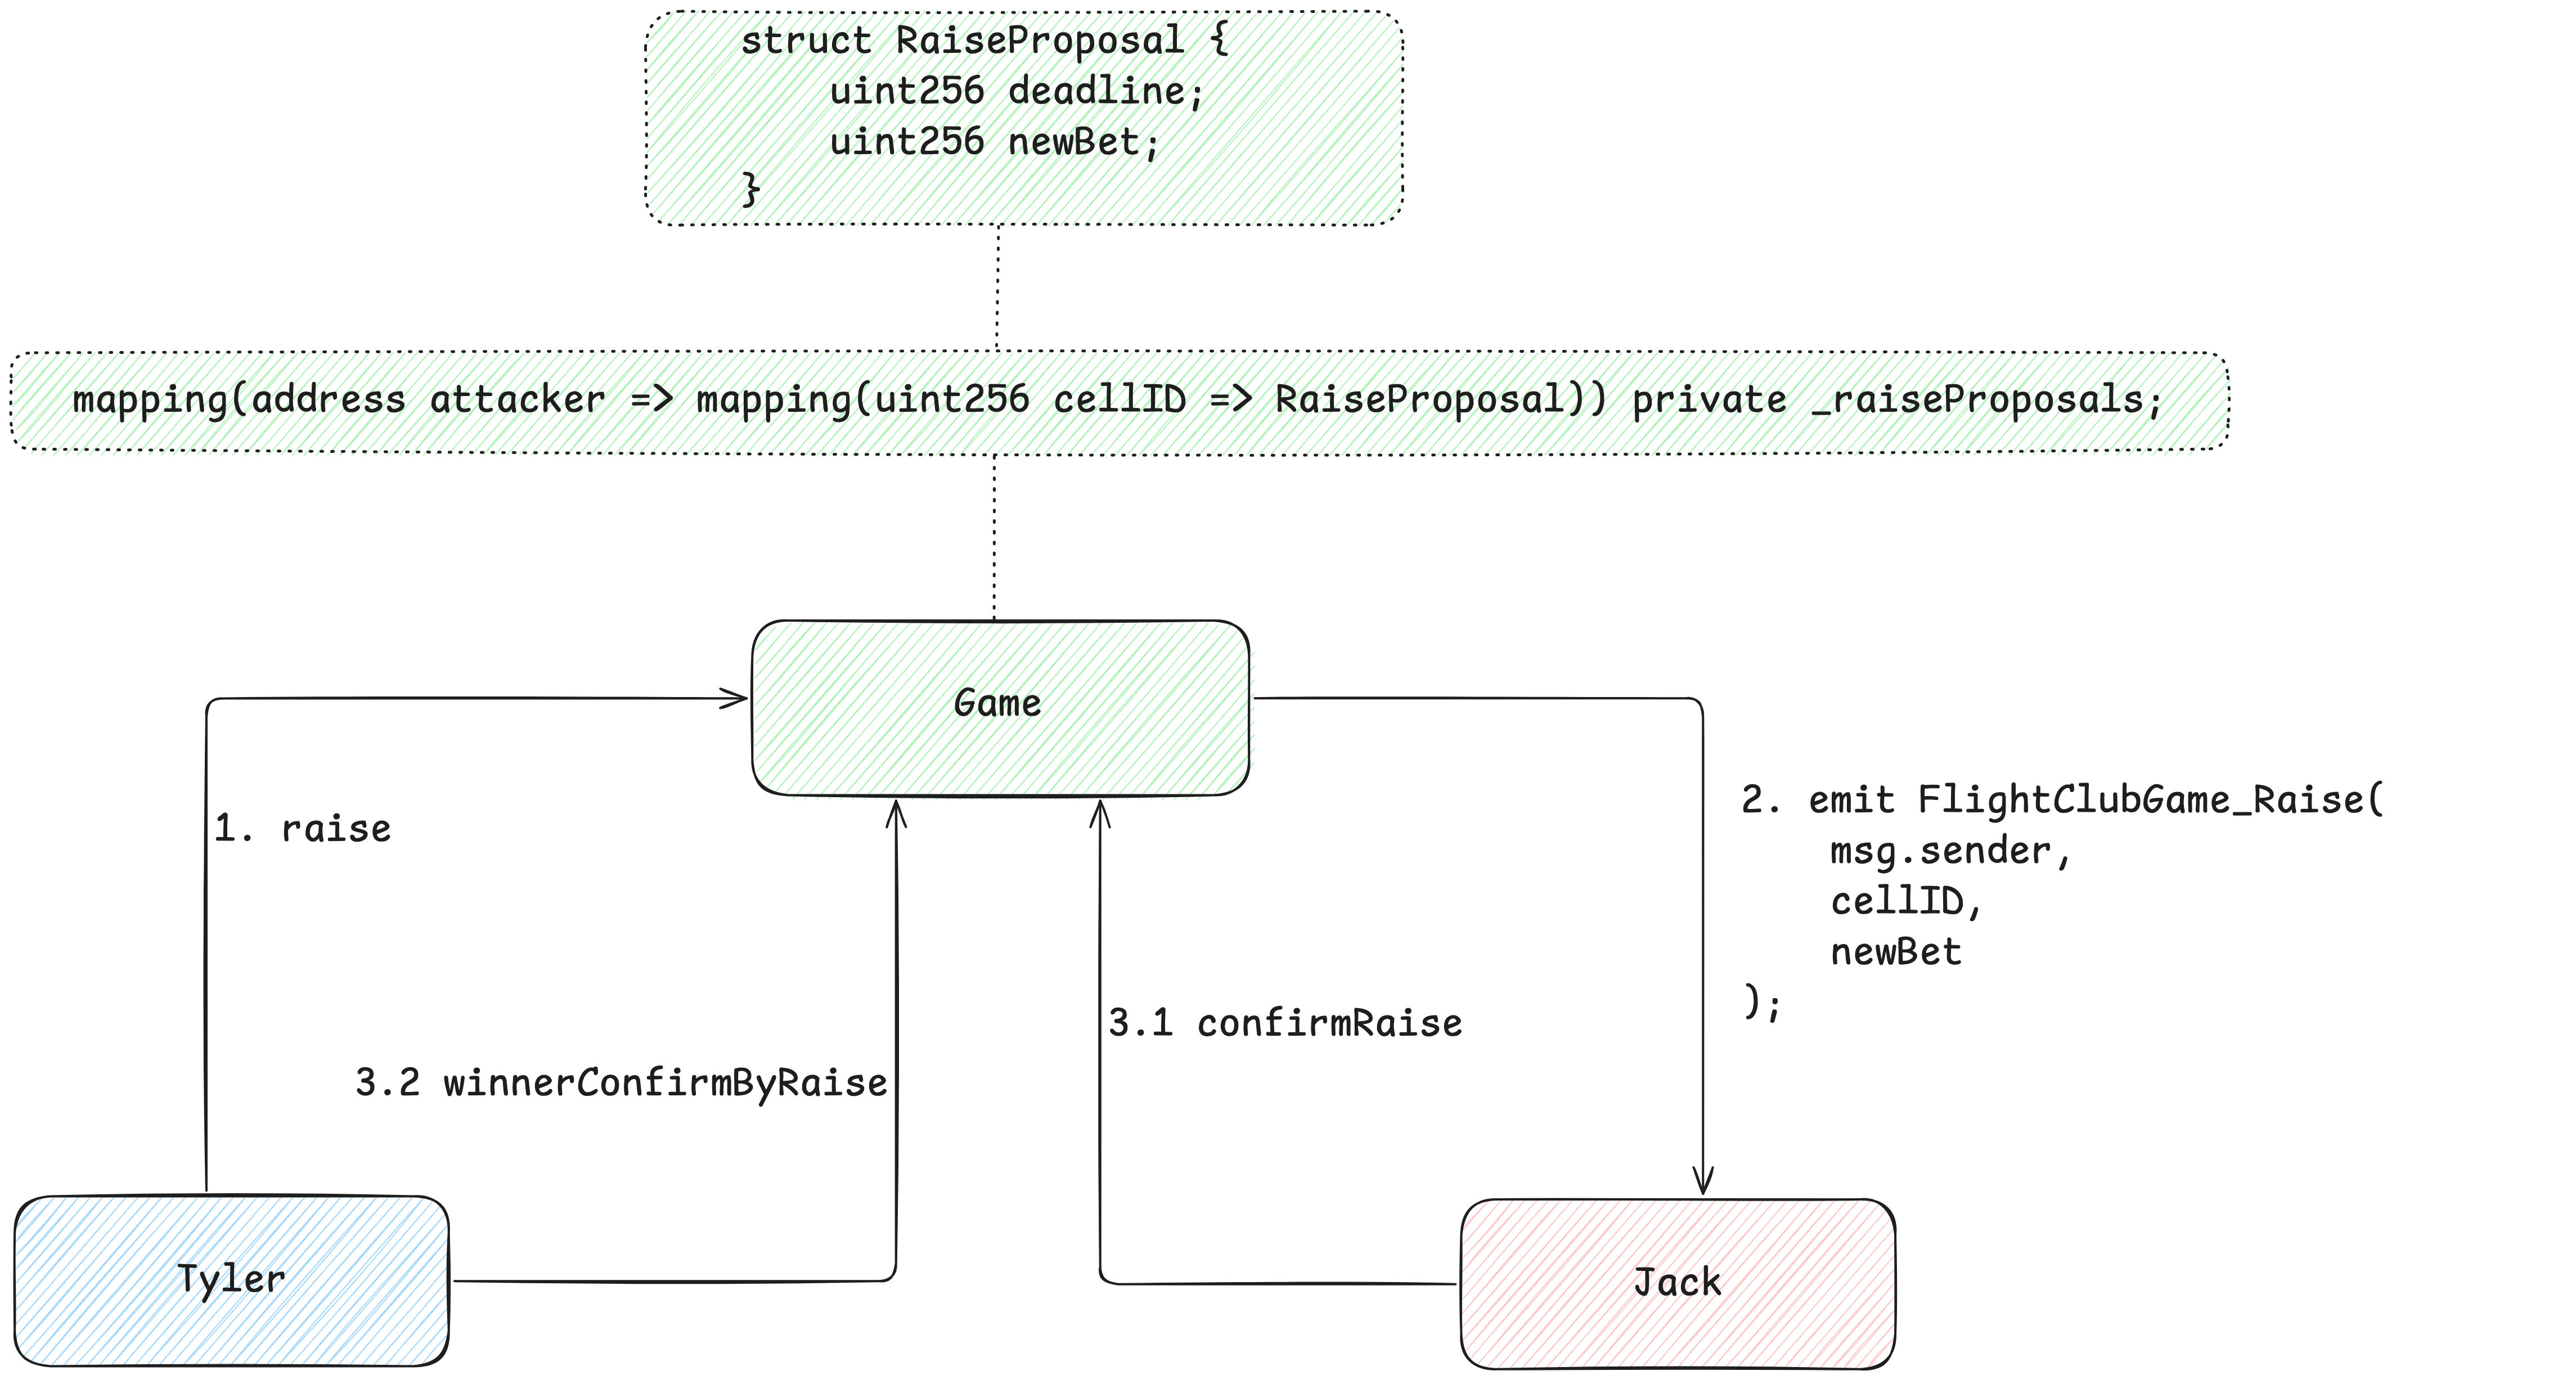 struct RaiseProposal {
    uint256 deadline;
    uint256 newBet;
}
mapping(address attacker => mapping(uint256 cellID => RaiseProposal)) private _raiseProposals;
Game
1. raise
2. emit FlightClubGame_Raise(
    msg.sender,
    cellID,
    newBet
);
3.1 confirmRaise
3.2 winnerConfirmByRaise
Tyler
Jack